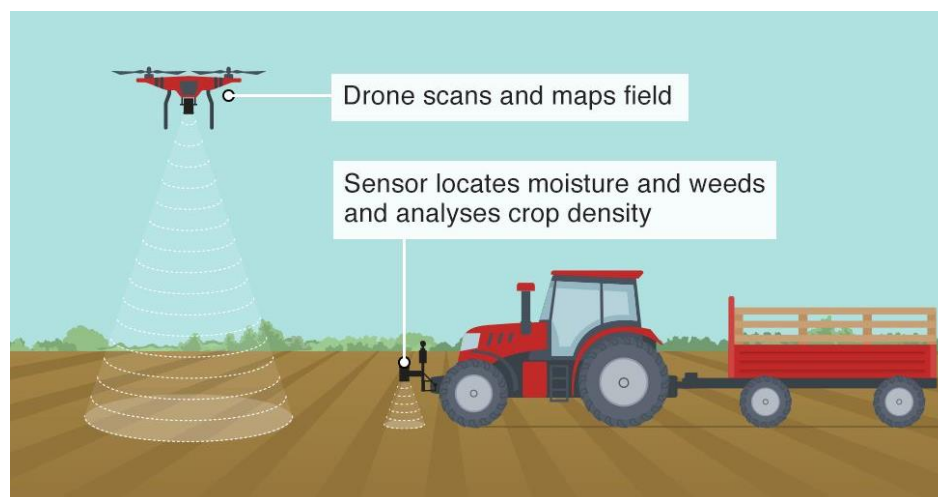 Drone scans and maps field
Sensor locates moisture and weeds
and analyses crop density